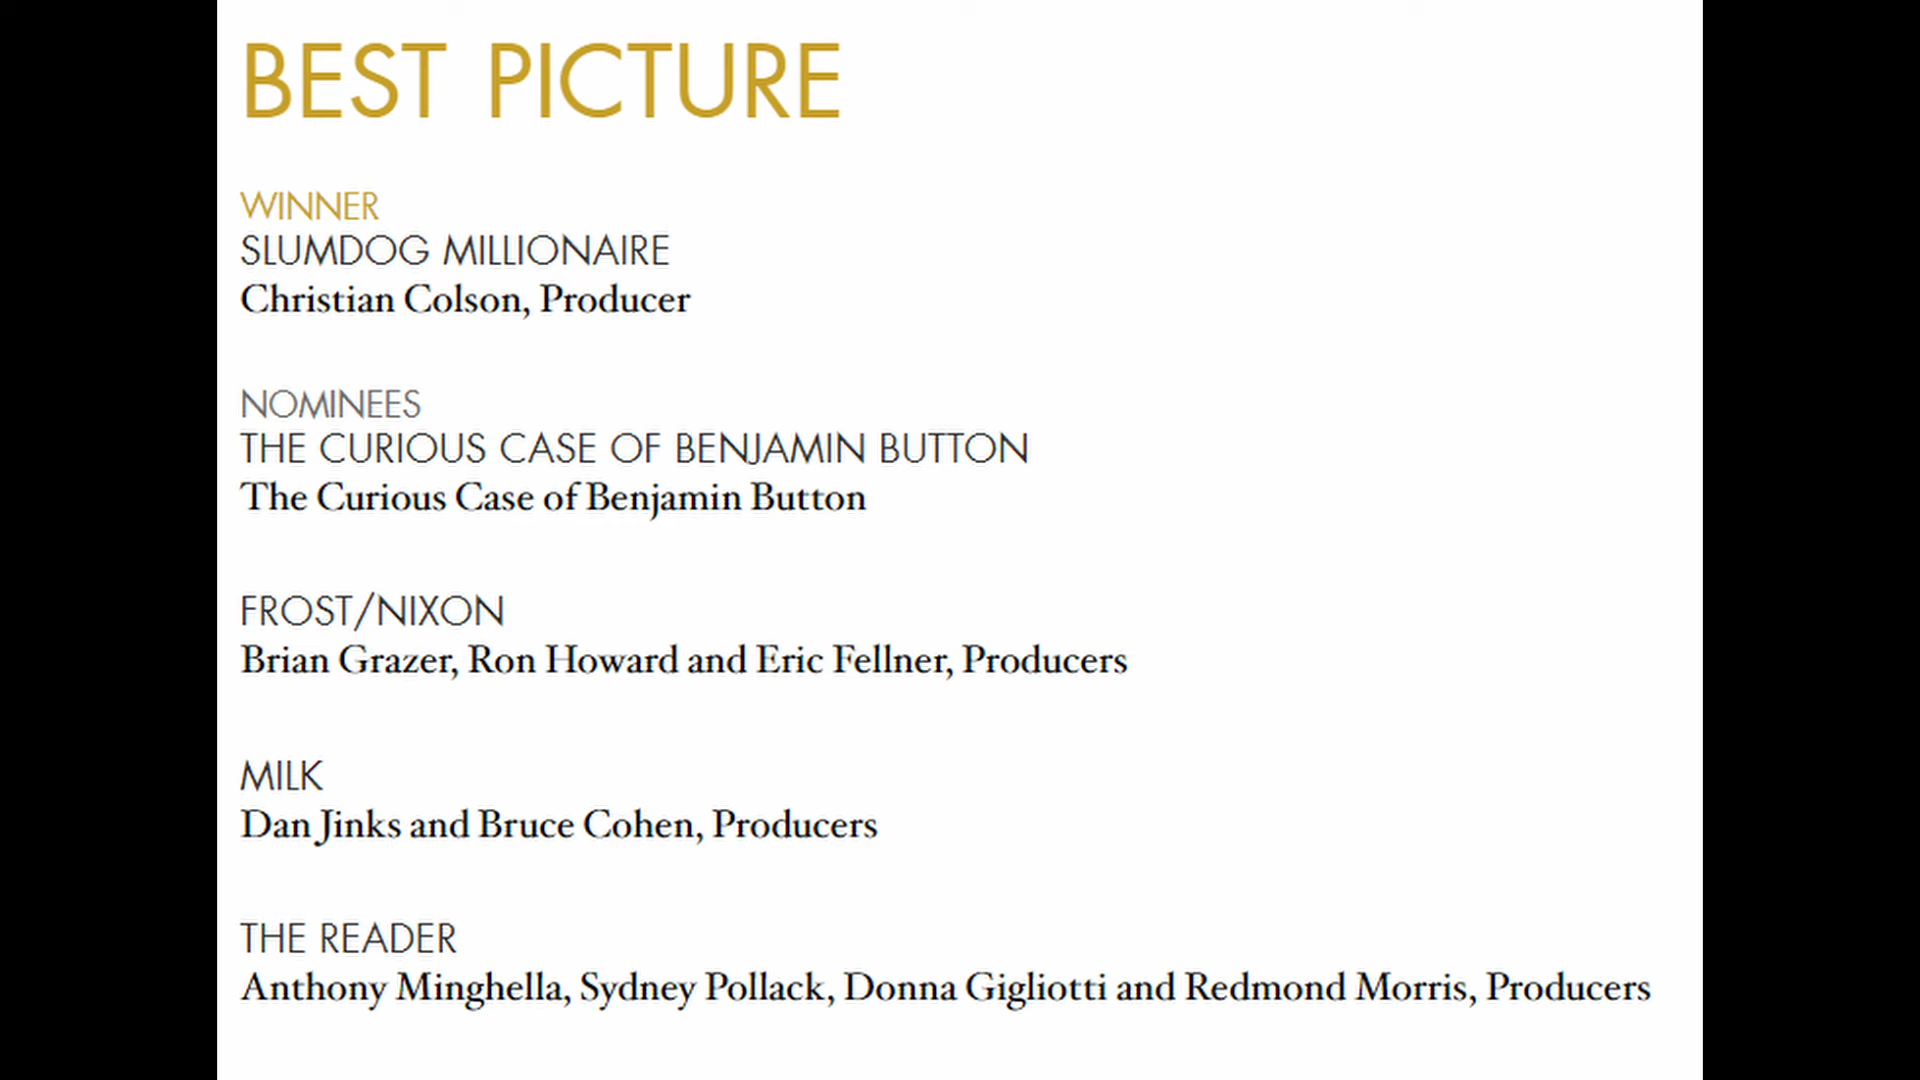 BEST PICTURE
WINNER
SLUMDOG MILLIONAIRE
Christian Colson, Producer
NOMINEES
THE CURIOUS CASE OF BENJAMIN BUTTON
The Curious Case of Benjamin Button
FROST/NIXON
Brian Grazer, Ron Howard and Eric Fellner, Producers
MILK
Dan Jinks and Bruce Cohen, Producers
THE READER
Anthony Minghella, Sydney Pollack, Donna Gigliotti and Redmond Morris, Producers